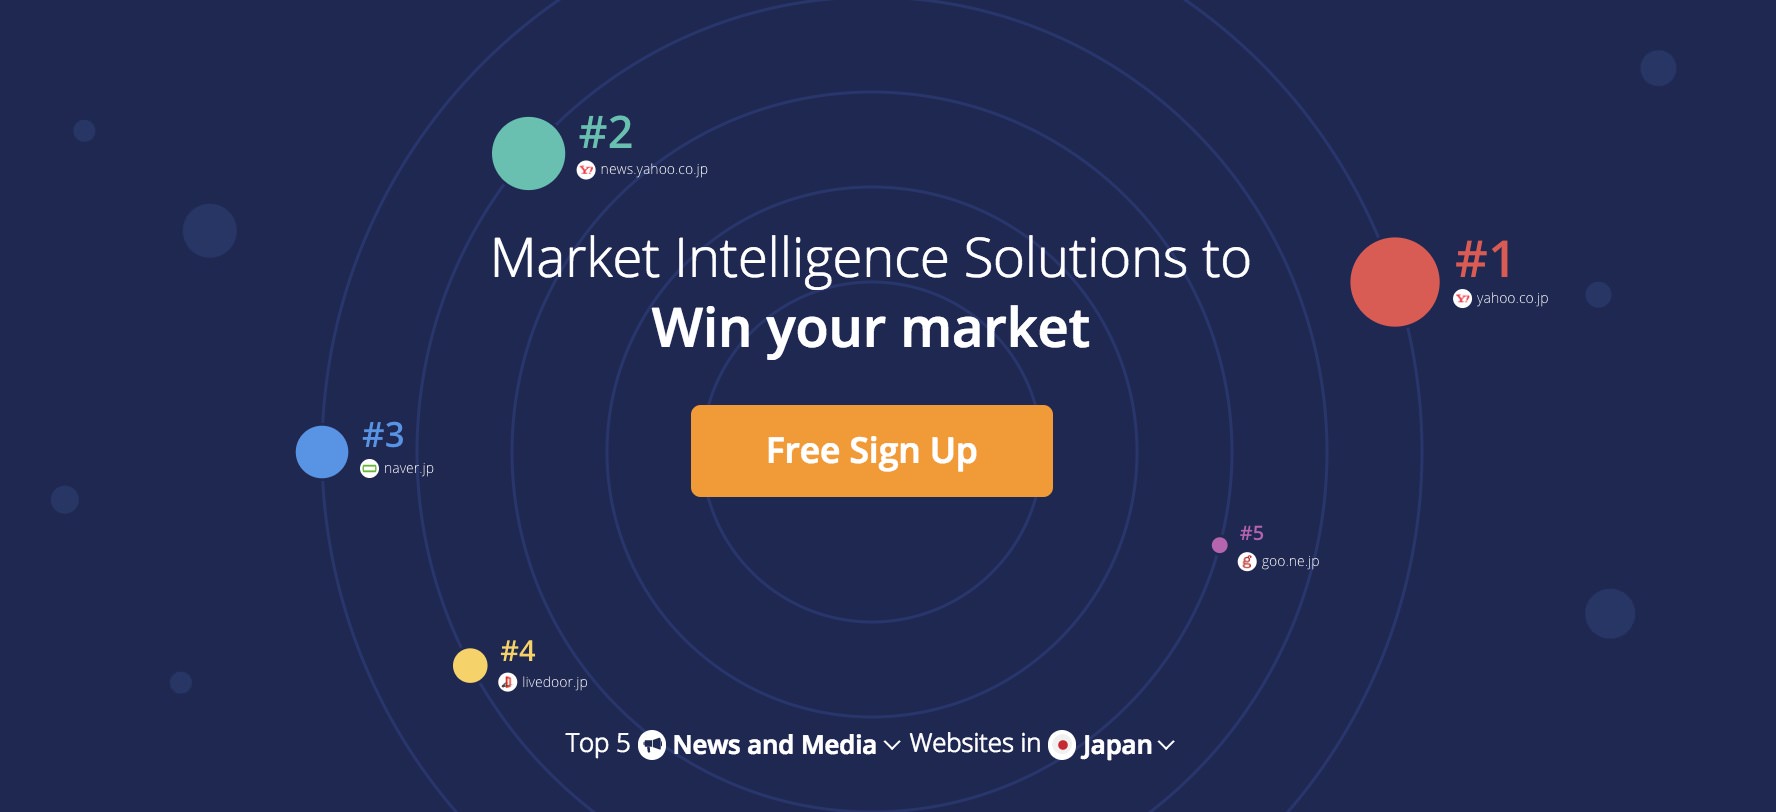 #2
news.yahoo.co.jp
Market Intelligence Solutions to
Win your market
#1
yahoo.co.jp
Free Sign Up
#3
naver.jp
#5
goo.ne.jp
#4
livedoor.jp
Top 5 News and Media Websites in Japan